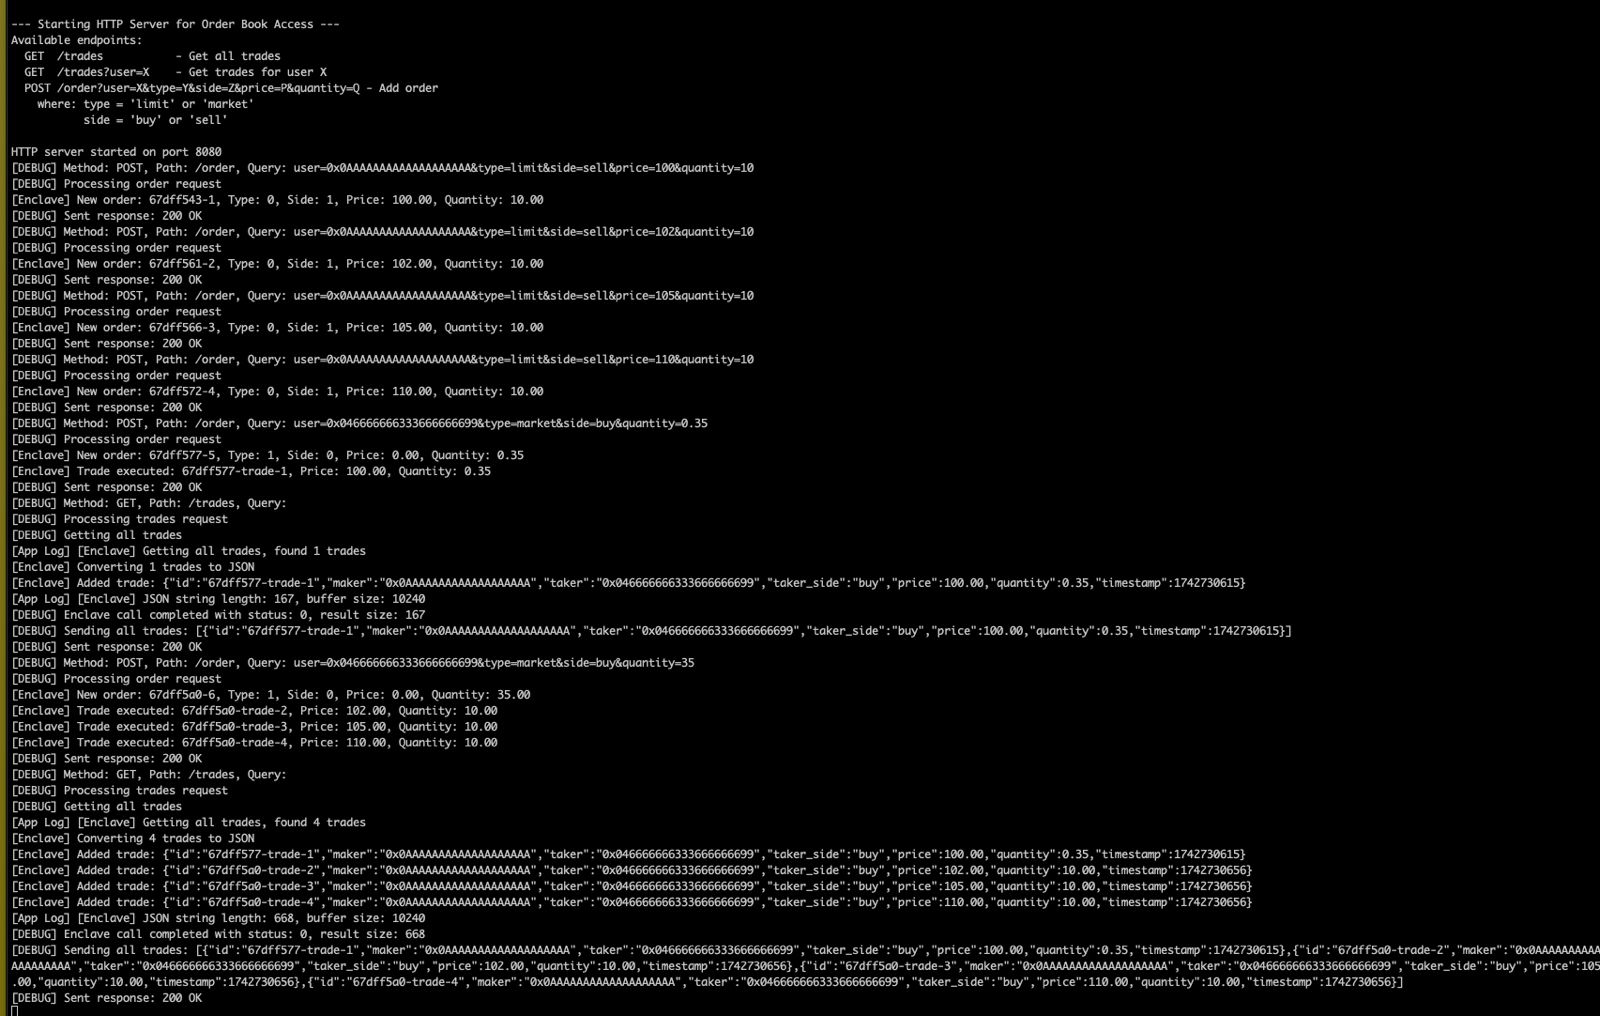 --- Starting HTTP Server for Order Book Access ---
Available endpoints:
  GET  /trades           - Get all trades
  GET  /trades?user=X    - Get trades for user X
  POST /order?user=X&type=Y&side=Z&price=P&quantity=Q - Add order
    where: type = 'limit' or 'market'
           side = 'buy' or 'sell'

HTTP server started on port 8080
[DEBUG] Method: POST, Path: /order, Query: user=0x0AAAAAAAAAAAAAAAAAAA&type=limit&side=sell&price=100&quantity=10
[DEBUG] Processing order request
[Enclave] New order: 67dff543-1, Type: 0, Side: 1, Price: 100.00, Quantity: 10.00
[DEBUG] Sent response: 200 OK
[DEBUG] Method: POST, Path: /order, Query: user=0x0AAAAAAAAAAAAAAAAAAA&type=limit&side=sell&price=102&quantity=10
[DEBUG] Processing order request
[Enclave] New order: 67dff561-2, Type: 0, Side: 1, Price: 102.00, Quantity: 10.00
[DEBUG] Sent response: 200 OK
[DEBUG] Method: POST, Path: /order, Query: user=0x0AAAAAAAAAAAAAAAAAAA&type=limit&side=sell&price=105&quantity=10
[DEBUG] Processing order request
[Enclave] New order: 67dff566-3, Type: 0, Side: 1, Price: 105.00, Quantity: 10.00
[DEBUG] Sent response: 200 OK
[DEBUG] Method: POST, Path: /order, Query: user=0x0AAAAAAAAAAAAAAAAAAA&type=limit&side=sell&price=110&quantity=10
[DEBUG] Processing order request
[Enclave] New order: 67dff572-4, Type: 0, Side: 1, Price: 110.00, Quantity: 10.00
[DEBUG] Sent response: 200 OK
[DEBUG] Method: POST, Path: /order, Query: user=0x046666666333666666699&type=market&side=buy&quantity=0.35
[DEBUG] Processing order request
[Enclave] New order: 67dff577-5, Type: 1, Side: 0, Price: 0.00, Quantity: 0.35
[Enclave] Trade executed: 67dff577-trade-1, Price: 100.00, Quantity: 0.35
[DEBUG] Sent response: 200 OK
[DEBUG] Method: GET, Path: /trades, Query:
[DEBUG] Processing trades request
[DEBUG] Getting all trades
[App Log] [Enclave] Getting all trades, found 1 trades
[Enclave] Converting 1 trades to JSON
[Enclave] Added trade: {"id":"67dff577-trade-1","maker":"0x0AAAAAAAAAAAAAAAAAAA","taker":"0x046666666333666666699","taker_side":"buy","price":100.00,"quantity":0.35,"timestamp":1742730615}
[App Log] [Enclave] JSON string length: 167, buffer size: 10240
[DEBUG] Enclave call completed with status: 0, result size: 167
[DEBUG] Sending all trades: [{"id":"67dff577-trade-1","maker":"0x0AAAAAAAAAAAAAAAAAAA","taker":"0x046666666333666666699","taker_side":"buy","price":100.00,"quantity":0.35,"timestamp":1742730615}]
[DEBUG] Sent response: 200 OK
[DEBUG] Method: POST, Path: /order, Query: user=0x046666666333666666699&type=market&side=buy&quantity=35
[DEBUG] Processing order request
[Enclave] New order: 67dff5a0-6, Type: 1, Side: 0, Price: 0.00, Quantity: 35.00
[Enclave] Trade executed: 67dff5a0-trade-2, Price: 102.00, Quantity: 10.00
[Enclave] Trade executed: 67dff5a0-trade-3, Price: 105.00, Quantity: 10.00
[Enclave] Trade executed: 67dff5a0-trade-4, Price: 110.00, Quantity: 10.00
[DEBUG] Sent response: 200 OK
[DEBUG] Method: GET, Path: /trades, Query:
[DEBUG] Processing trades request
[DEBUG] Getting all trades
[App Log] [Enclave] Getting all trades, found 4 trades
[Enclave] Converting 4 trades to JSON
[Enclave] Added trade: {"id":"67dff577-trade-1","maker":"0x0AAAAAAAAAAAAAAAAAAA","taker":"0x046666666333666666699","taker_side":"buy","price":100.00,"quantity":0.35,"timestamp":1742730615}
[Enclave] Added trade: {"id":"67dff5a0-trade-2","maker":"0x0AAAAAAAAAAAAAAAAAAA","taker":"0x046666666333666666699","taker_side":"buy","price":102.00,"quantity":10.00,"timestamp":1742730656}
[Enclave] Added trade: {"id":"67dff5a0-trade-3","maker":"0x0AAAAAAAAAAAAAAAAAAA","taker":"0x046666666333666666699","taker_side":"buy","price":105.00,"quantity":10.00,"timestamp":1742730656}
[Enclave] Added trade: {"id":"67dff5a0-trade-4","maker":"0x0AAAAAAAAAAAAAAAAAAA","taker":"0x046666666333666666699","taker_side":"buy","price":110.00,"quantity":10.00,"timestamp":1742730656}
[App Log] [Enclave] JSON string length: 668, buffer size: 10240
[DEBUG] Enclave call completed with status: 0, result size: 668
[DEBUG] Sending all trades: [{"id":"67dff577-trade-1","maker":"0x0AAAAAAAAAAAAAAAAAAA","taker":"0x046666666333666666699","taker_side":"buy","price":100.00,"quantity":0.35,"timestamp":1742730615},{"id":"67dff5a0-trade-2","maker":"0x0AAAAAAAAAA
AAAAAAAAA","taker":"0x046666666333666666699","taker_side":"buy","price":102.00,"quantity":10.00,"timestamp":1742730656},{"id":"67dff5a0-trade-3","maker":"0x0AAAAAAAAAAAAAAAAAAA","taker":"0x046666666333666666699","taker_side":"buy","price":105
.00,"quantity":10.00,"timestamp":1742730656},{"id":"67dff5a0-trade-4","maker":"0x0AAAAAAAAAAAAAAAAAAA","taker":"0x046666666333666666699","taker_side":"buy","price":110.00,"quantity":10.00,"timestamp":1742730656}]
[DEBUG] Sent response: 200 OK